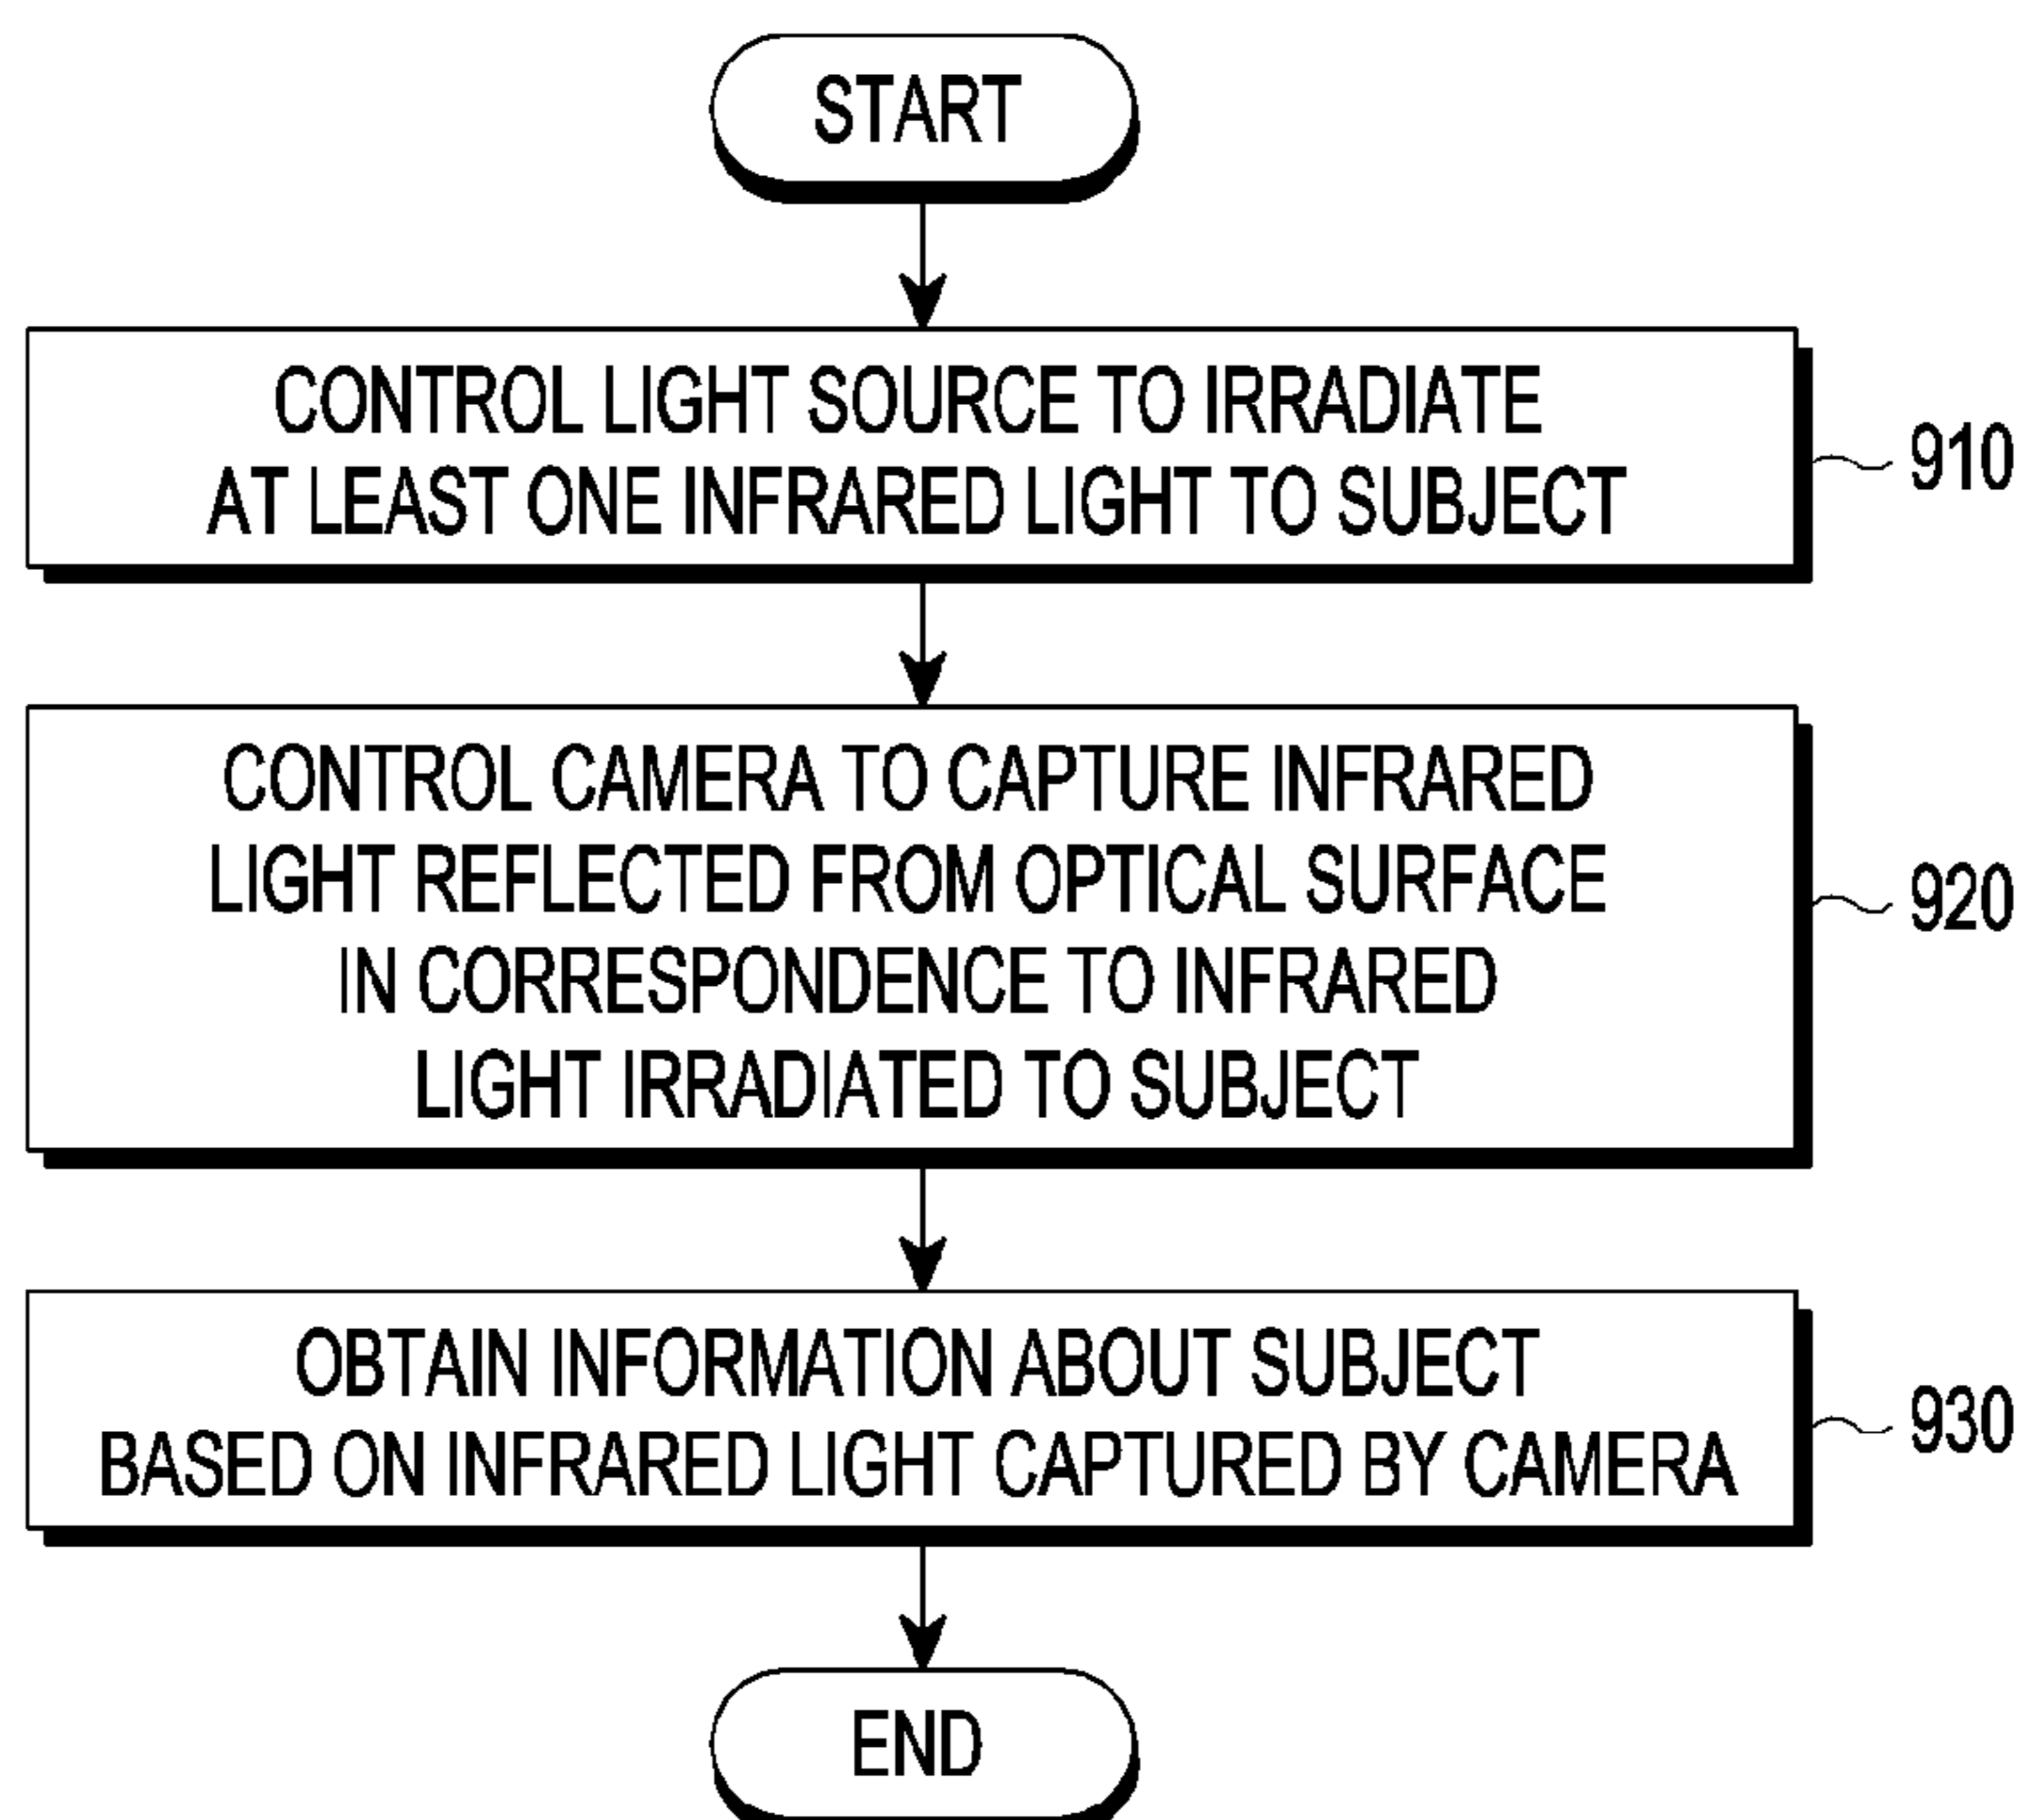 START
CONTROL LIGHT SOURCE TO IRRADIATE
AT LEAST ONE INFRARED LIGHT TO SUBJECT
910
CONTROL CAMERA TO CAPTURE INFRARED
LIGHT REFLECTED FROM OPTICAL SURFACE
IN CORRESPONDENCE TO INFRARED
LIGHT IRRADIATED TO SUBJECT
920
OBTAIN INFORMATION ABOUT SUBJECT
BASED ON INFRARED LIGHT CAPTURED BY CAMERA
930
END